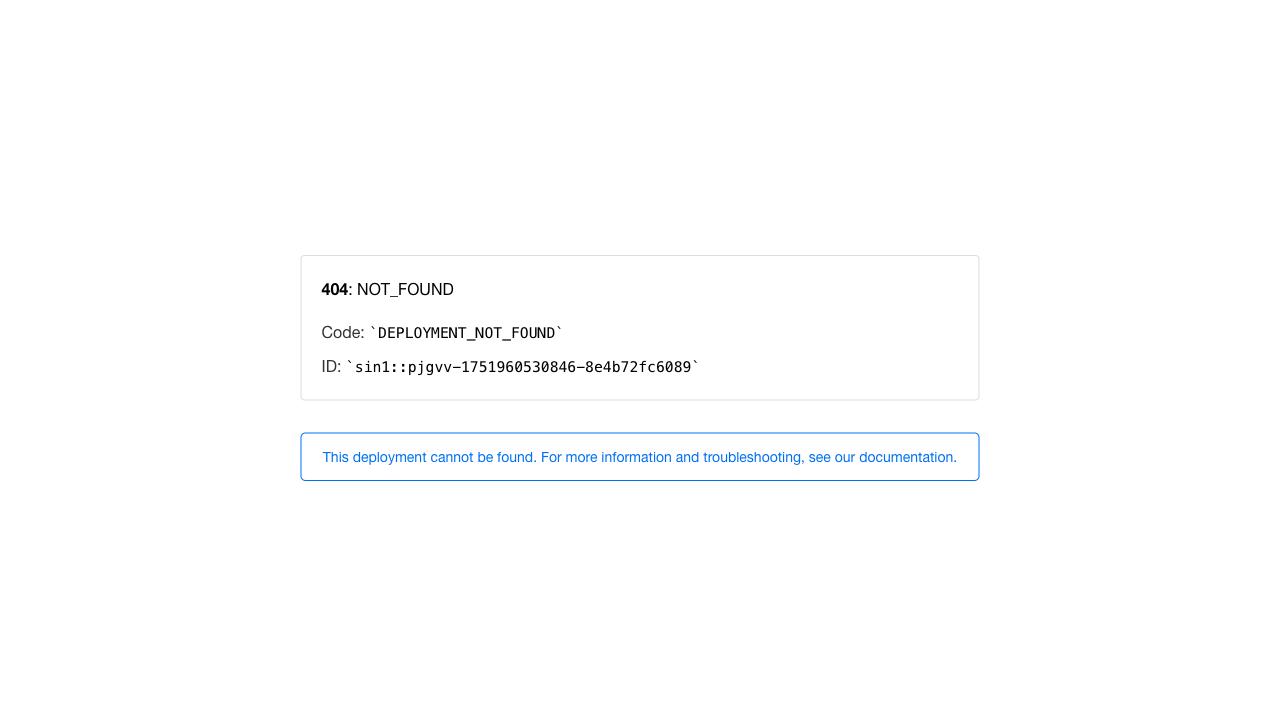 404: NOT_FOUND
Code: `DEPLOYMENT_NOT_FOUND`
ID: `sin1::pjgvv-1751960530846-8e4b72fc6089`
This deployment cannot be found. For more information and troubleshooting, see our documentation.